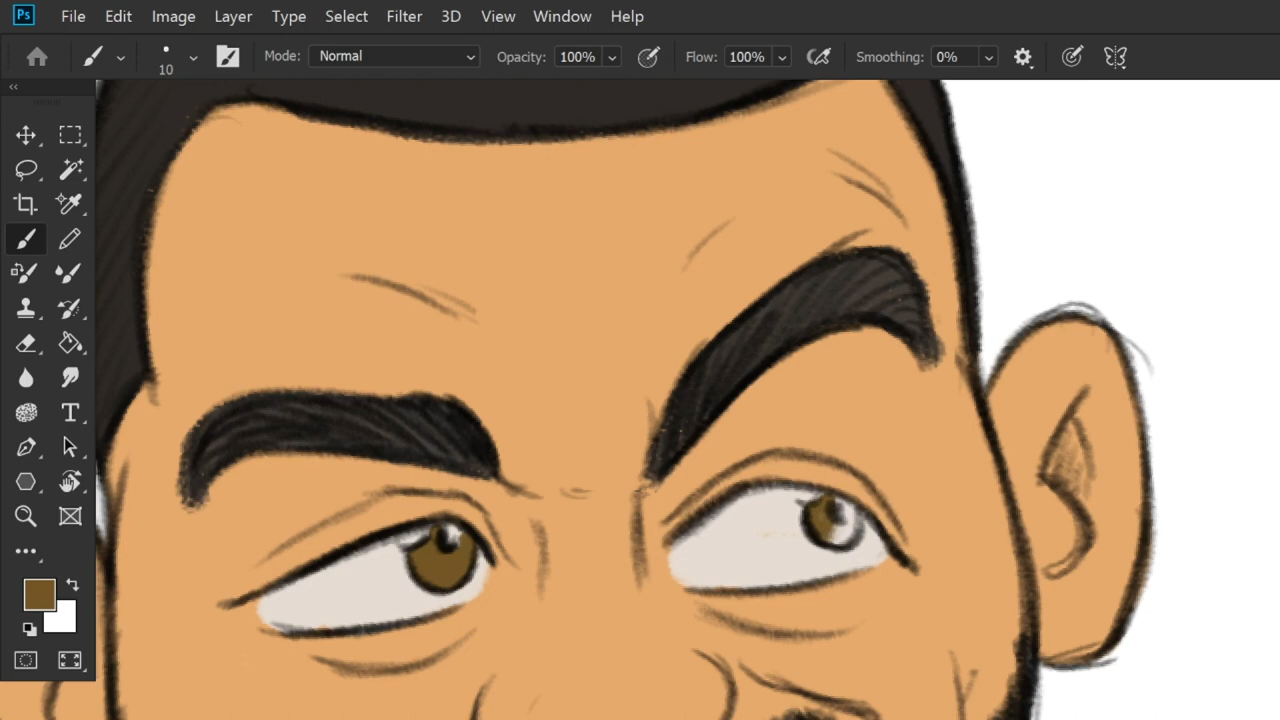 Ps File Edit Image Layer Type Select Filter 3D View Window Help
10 Mode: Normal Opacity: 100% Flow: 100% Smoothing: 0%
T